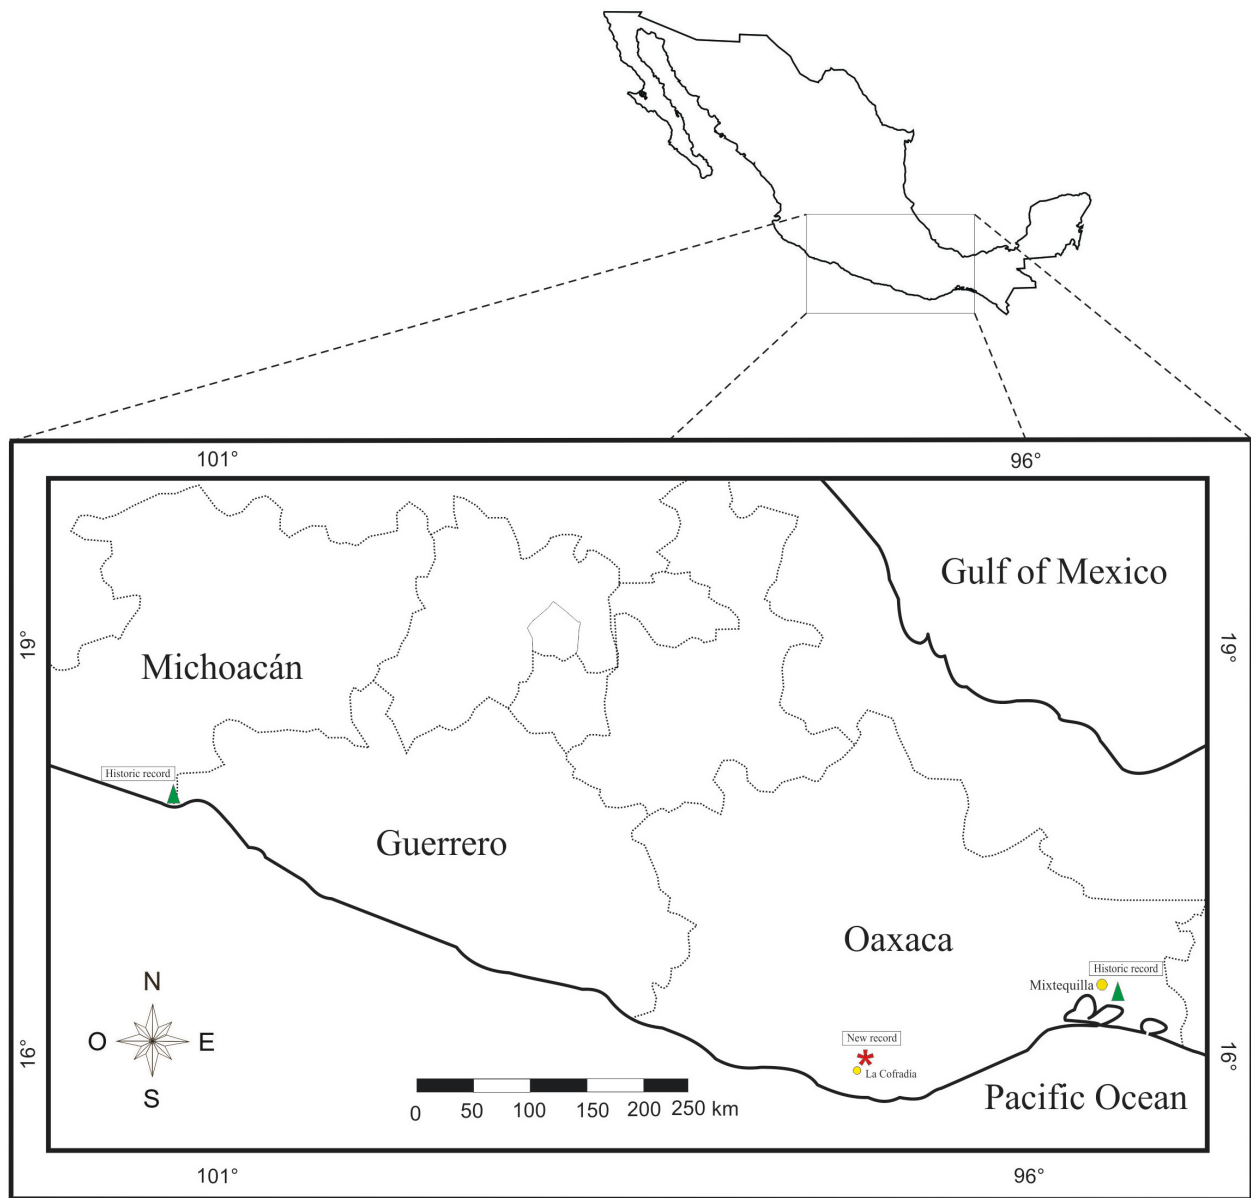 101°
96°
Gulf of Mexico
19°
19°
Michoacán
Historic record
Guerrero
Oaxaca
Historic record
Mixtequilla
N
O
E
S
New record
La Cofradía
16°
16°
Pacific Ocean
0 50 100 150 200 250 km
101°
96°